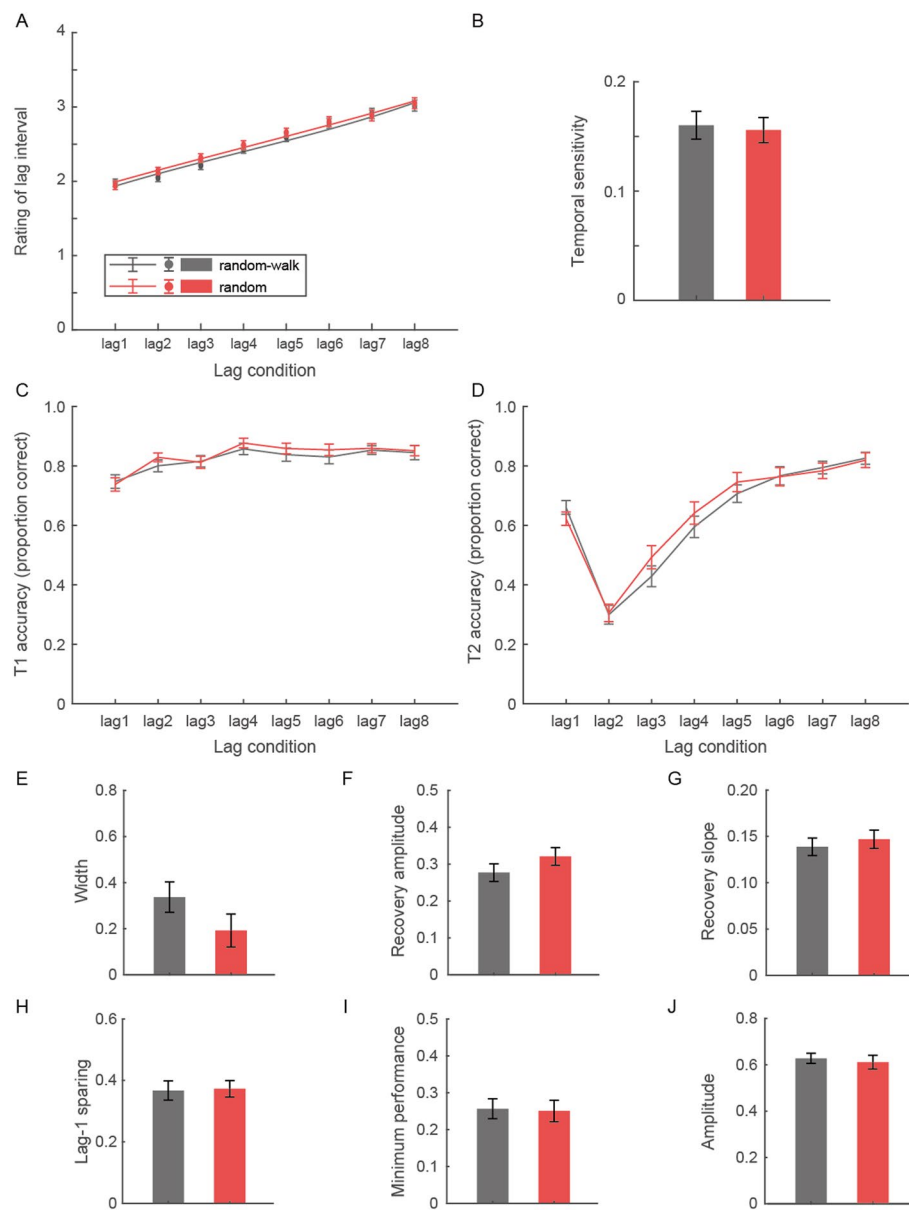 A
Rating of lag interval
4
3
2
1
0
random-walk
random
lag1 lag2 lag3 lag4 lag5 lag6 lag7 lag8
Lag condition
B
Temporal sensitivity
0.2
0.1
0
C
T1 accuracy (proportion correct)
1.0
0.8
0.6
0.4
0.2
0
lag1 lag2 lag3 lag4 lag5 lag6 lag7 lag8
Lag condition
D
T2 accuracy (proportion correct)
1.0
0.8
0.6
0.4
0.2
0
lag1 lag2 lag3 lag4 lag5 lag6 lag7 lag8
Lag condition
E
Width
0.8
0.6
0.4
0.2
0
F
Recovery amplitude
0.5
0.4
0.3
0.2
0.1
0
G
Recovery slope
0.20
0.15
0.10
0.05
0.00
H
Lag-1 sparing
0.6
0.4
0.2
0
I
Minimum performance
0.5
0.4
0.3
0.2
0.1
0
J
Amplitude
0.8
0.6
0.4
0.2
0